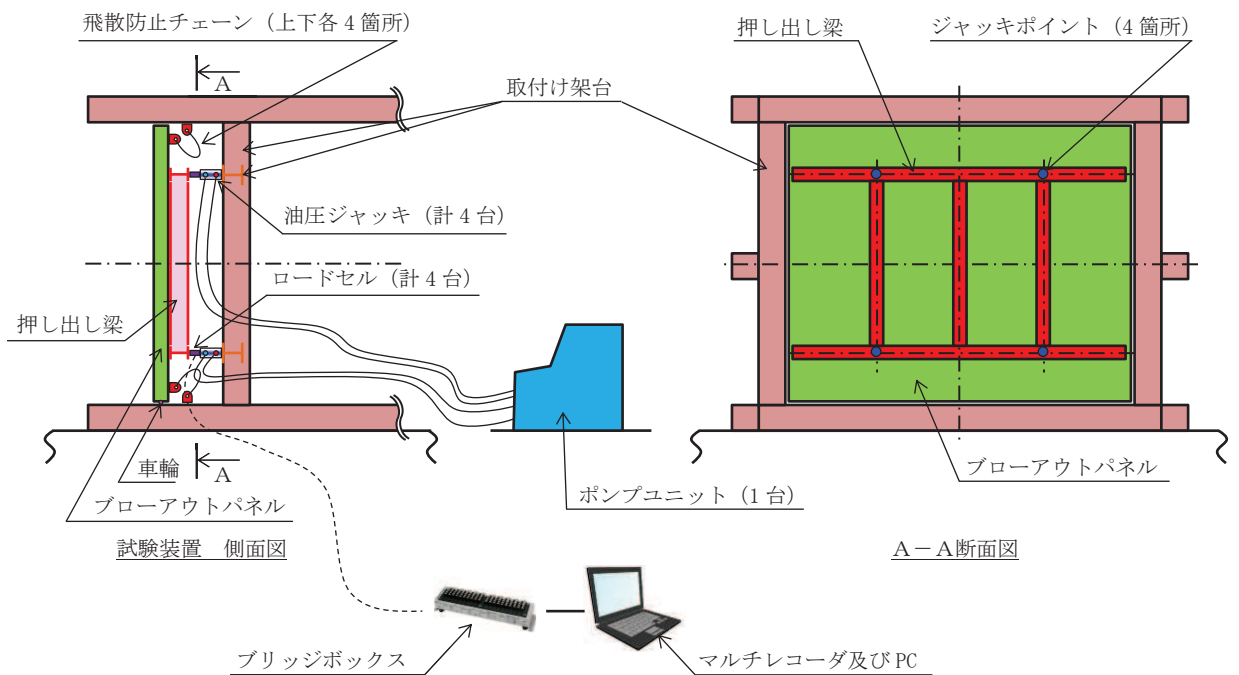 飛散防止チェーン（上下各 4 箇所）
押し出し梁
ジャッキポイント（4 箇所）
A
取付け架台
油圧ジャッキ（計 4 台）
ロードセル（計 4 台）
押し出し梁
車輪
A
ブローアウトパネル
ブローアウトパネル
ポンプユニット（1 台）
試験装置　側面図
A－A断面図
ブリッジボックス
マルチレコーダ及び PC